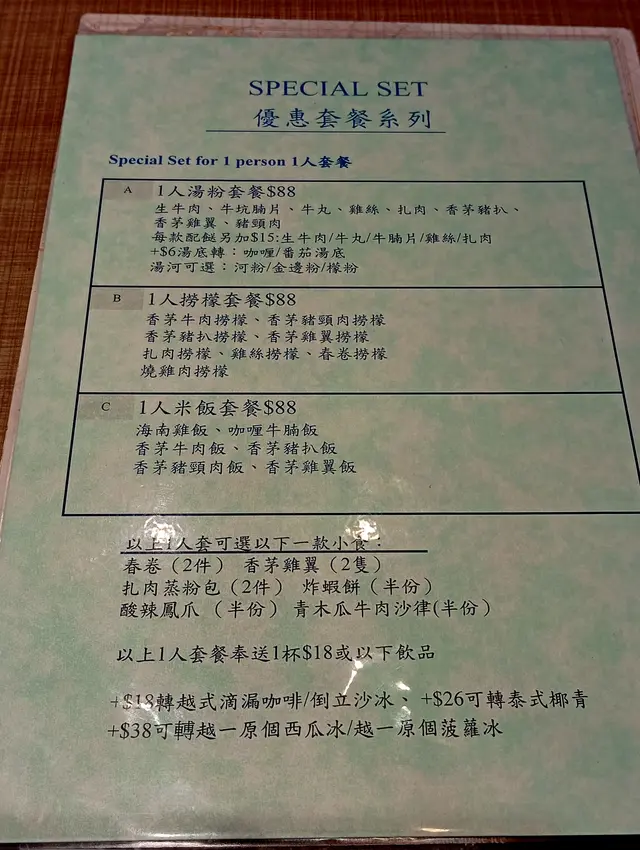 SPECIAL SET
優惠套餐系列
Special Set for 1 person 1人套餐
A 1人湯粉套餐$88
生牛肉、牛坑腩片、牛丸、雞絲、扎肉、香茅豬扒、
香茅雞翼、豬頸肉
每款配餸另加$15:生牛肉/牛丸/牛腩片/雞絲/扎肉
+$6湯底轉：咖喱/番茄湯底
湯河可選：河粉/金邊粉/檬粉
B 1人撈檬套餐$88
香茅牛肉撈檬、香茅豬頸肉撈檬
香茅豬扒撈檬、香茅雞翼撈檬
扎肉撈檬、雞絲撈檬、春卷撈檬
燒雞肉撈檬
C 1人米飯套餐$88
海南雞飯、咖喱牛腩飯
香茅牛肉飯、香茅豬扒飯
香茅豬頸肉飯、香茅雞翼飯
以上1人套可選以下一款小食：
春卷（2件） 香茅雞翼（2隻）
扎肉蒸粉包（2件） 炸蝦餅（半份）
酸辣鳳爪（半份） 青木瓜牛肉沙律(半份）
以上1人套餐奉送1杯$18或以下飲品
+$18轉越式滴漏咖啡/倒立沙冰、+$26可轉泰式椰青
+$38可轉越一原個西瓜冰/越一原個菠蘿冰